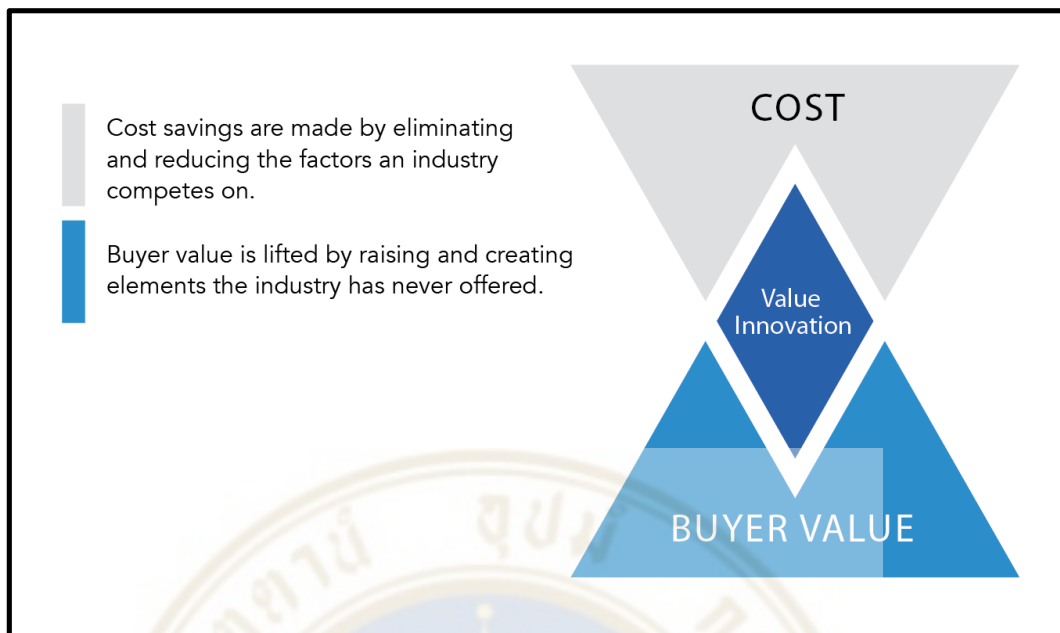 COST
Cost savings are made by eliminating
and reducing the factors an industry
competes on.
Buyer value is lifted by raising and creating
elements the industry has never offered.
Value
Innovation
BUYER VALUE